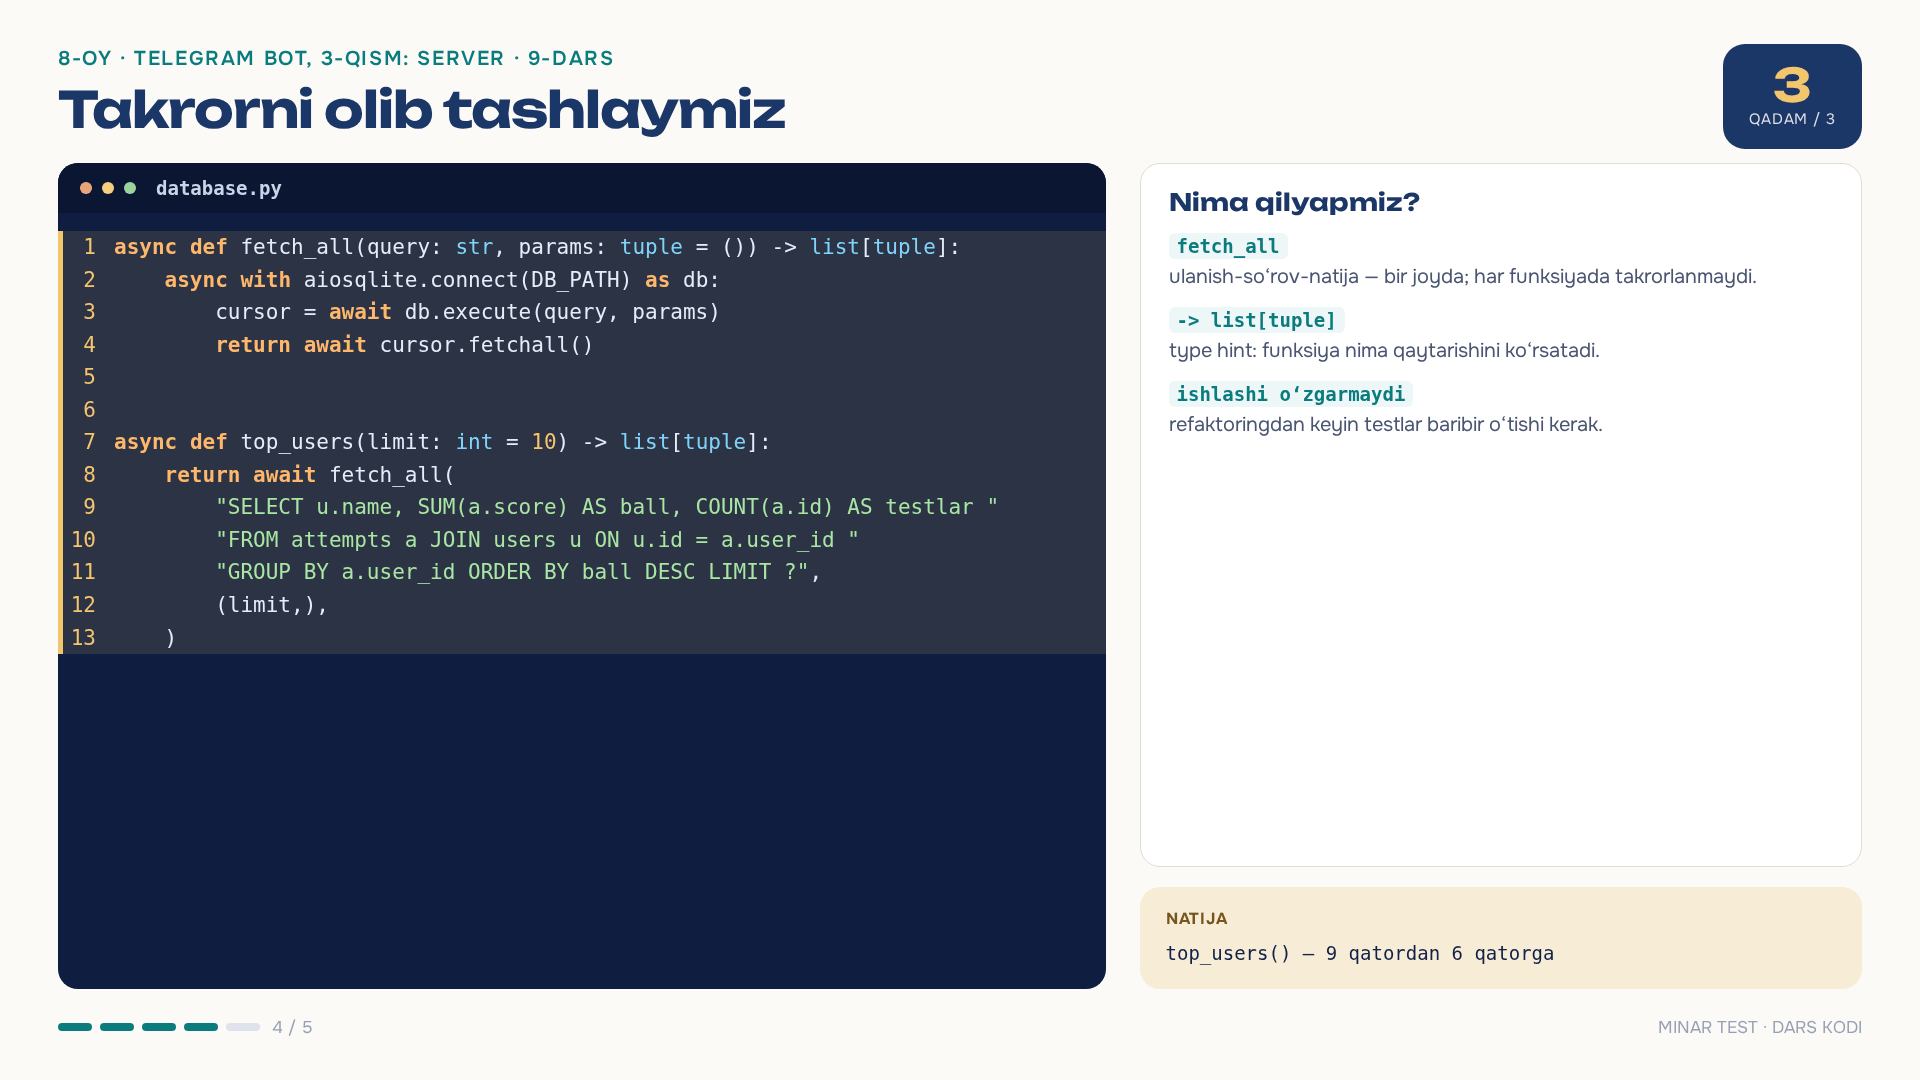 8-OY · TELEGRAM BOT, 3-QISM: SERVER · 9-DARS
Takrorni olib tashlaymiz
3
QADAM / 3
database.py
1 async def fetch_all(query: str, params: tuple = ()) -> list[tuple]:
2     async with aiosqlite.connect(DB_PATH) as db:
3         cursor = await db.execute(query, params)
4         return await cursor.fetchall()
5
6
7 async def top_users(limit: int = 10) -> list[tuple]:
8     return await fetch_all(
9         "SELECT u.name, SUM(a.score) AS ball, COUNT(a.id) AS testlar "
10         "FROM attempts a JOIN users u ON u.id = a.user_id "
11         "GROUP BY a.user_id ORDER BY ball DESC LIMIT ?",
12         (limit,),
13     )
Nima qilyapmiz?
fetch_all
ulanish-so‘rov-natija — bir joyda; har funksiyada takrorlanmaydi.
-> list[tuple]
type hint: funksiya nima qaytarishini ko‘rsatadi.
ishlashi o‘zgarmaydi
refaktoringdan keyin testlar baribir o‘tishi kerak.
NATIJA
top_users() — 9 qatordan 6 qatorga
4 / 5
MINAR TEST · DARS KODI